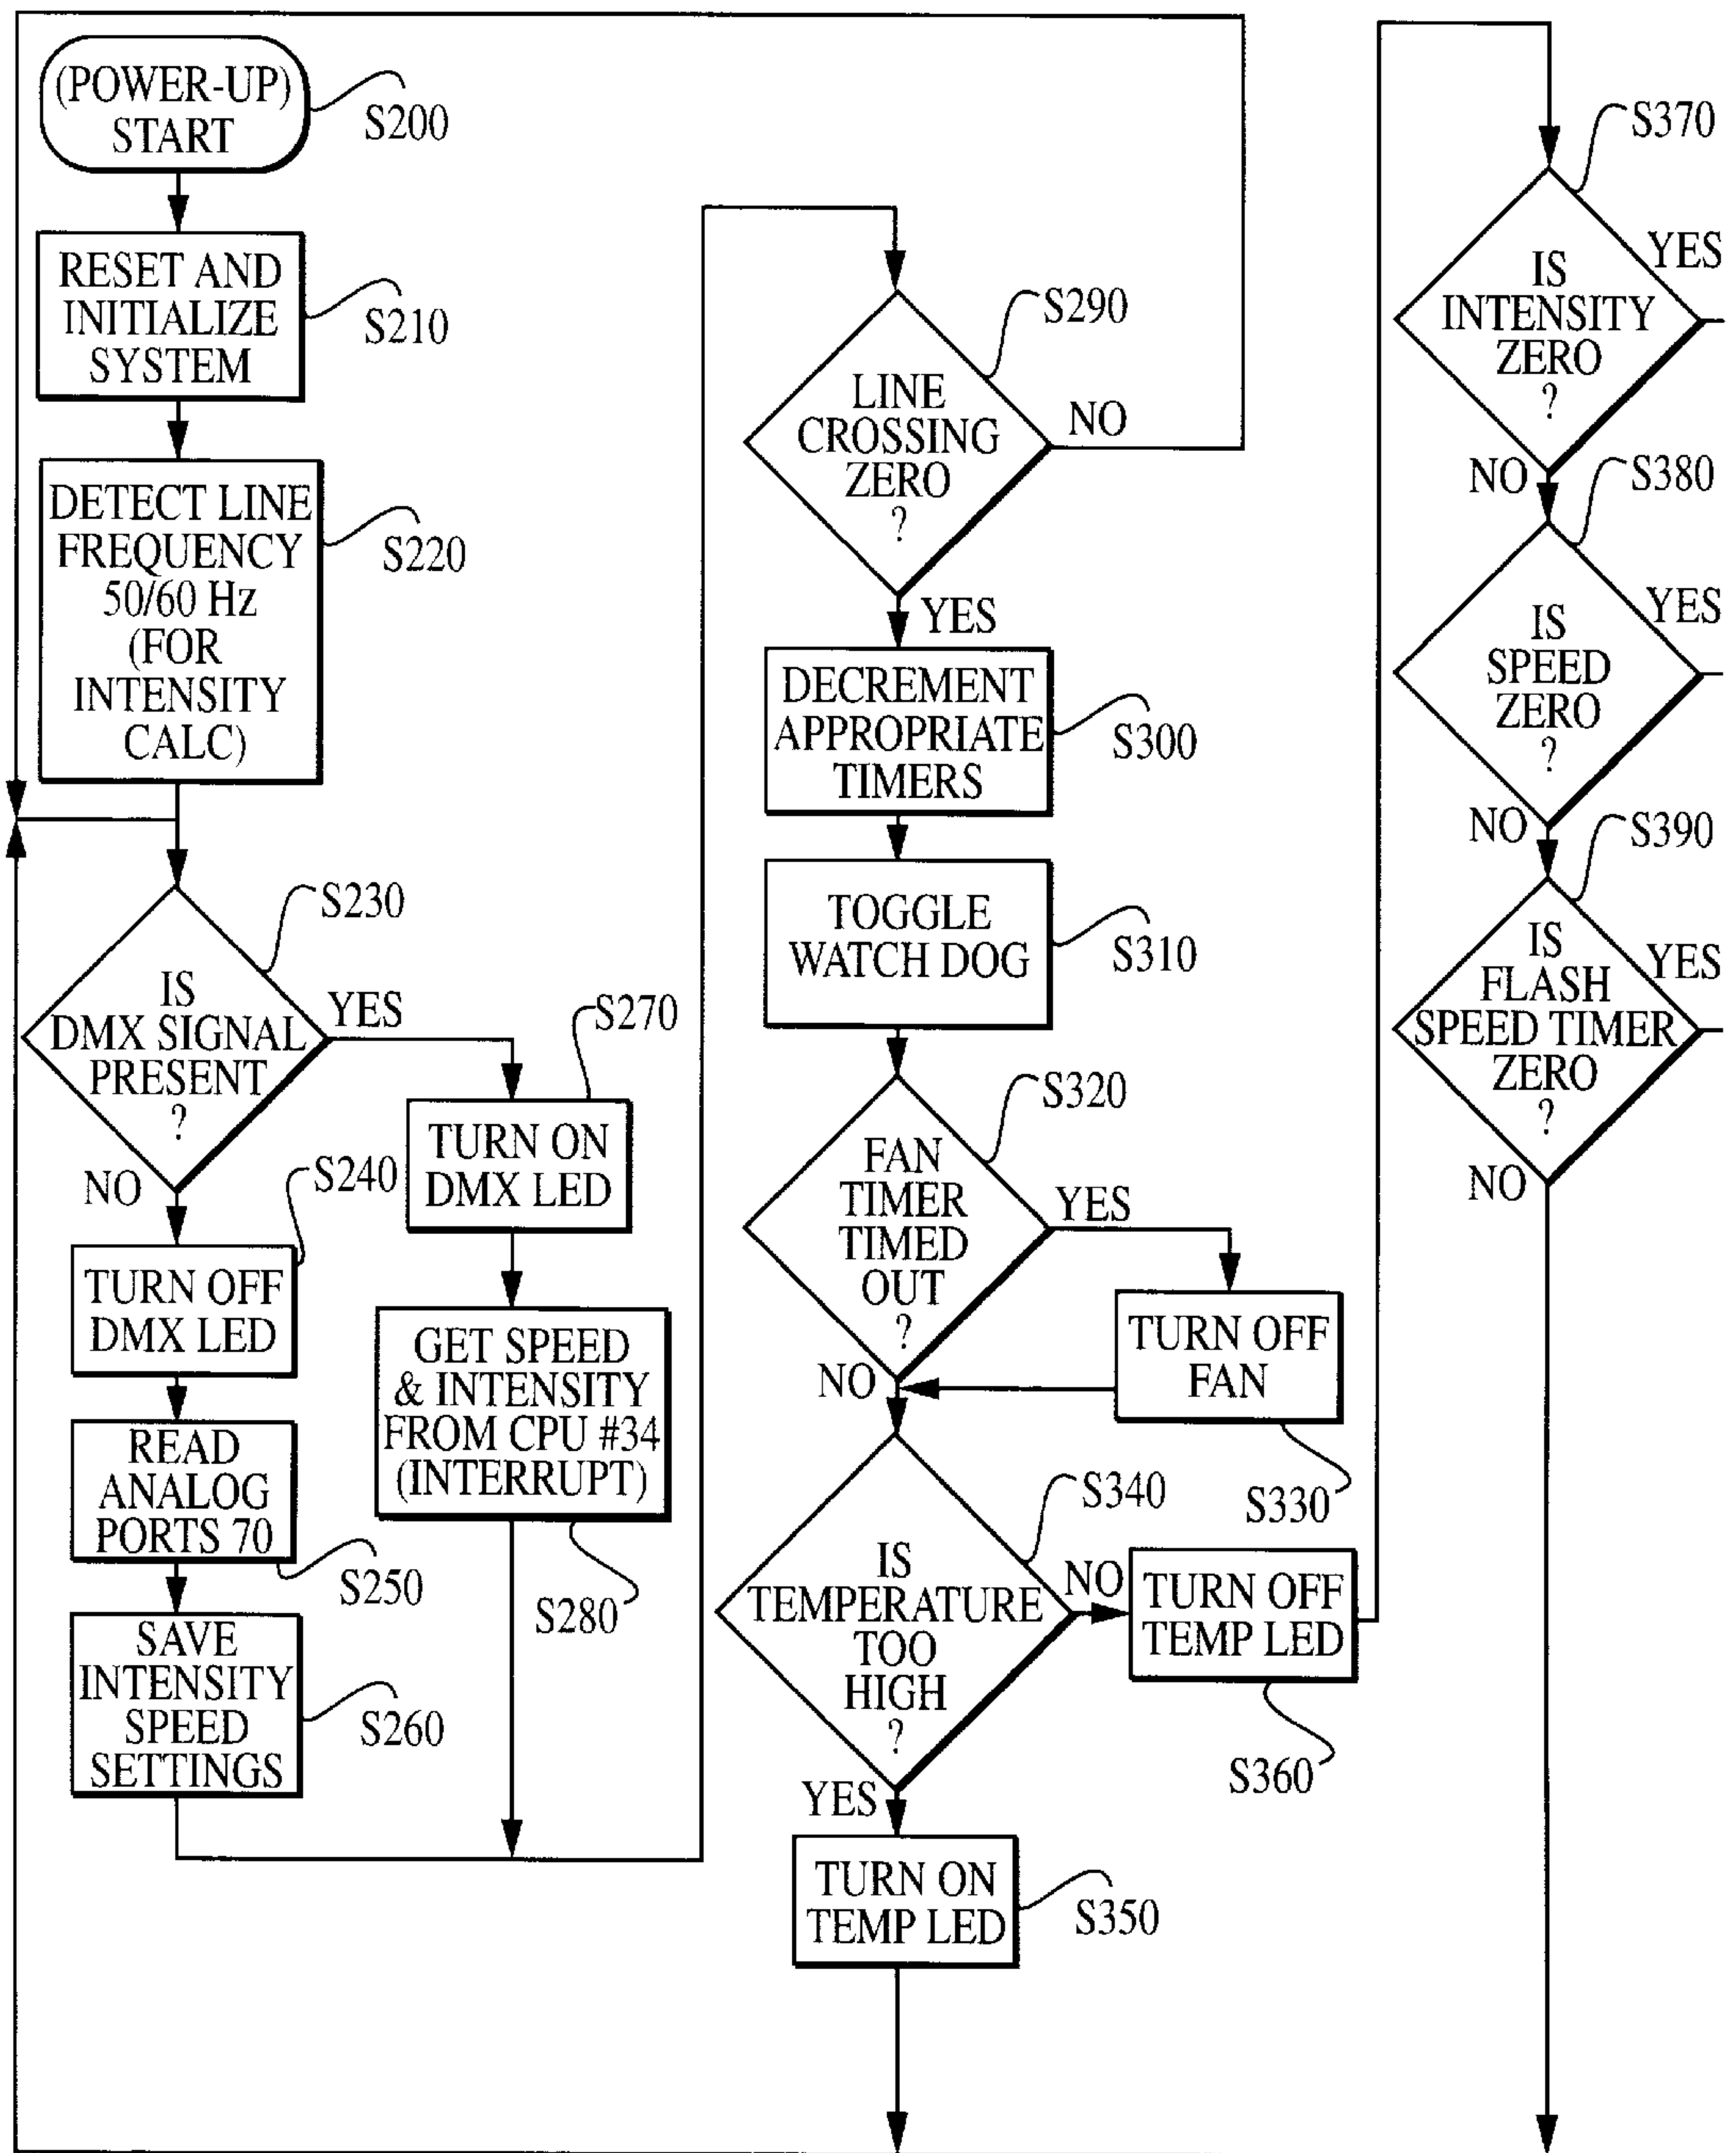 (POWER-UP)
START
S200
RESET AND
INITIALIZE
SYSTEM
S210
DETECT LINE
FREQUENCY
50/60 Hz
(FOR
INTENSITY
CALC)
S220
IS
DMX SIGNAL
PRESENT
?
S230
YES
NO
TURN OFF
DMX LED
S240
READ
ANALOG
PORTS 70
S250
SAVE
INTENSITY
SPEED
SETTINGS
S260
TURN ON
DMX LED
S270
GET SPEED
& INTENSITY
FROM CPU #34
(INTERRUPT)
S280
LINE
CROSSING
ZERO
?
S290
NO
YES
DECREMENT
APPROPRIATE
TIMERS
S300
TOGGLE
WATCH DOG
S310
FAN
TIMER
TIMED
OUT
?
S320
YES
NO
TURN OFF
FAN
S330
IS
TEMPERATURE
TOO
HIGH
?
S340
NO
YES
TURN ON
TEMP LED
S350
TURN OFF
TEMP LED
S360
IS
INTENSITY
ZERO
?
S370
YES
NO
IS
SPEED
ZERO
?
S380
YES
NO
IS
FLASH
SPEED TIMER
ZERO
?
S390
YES
NO